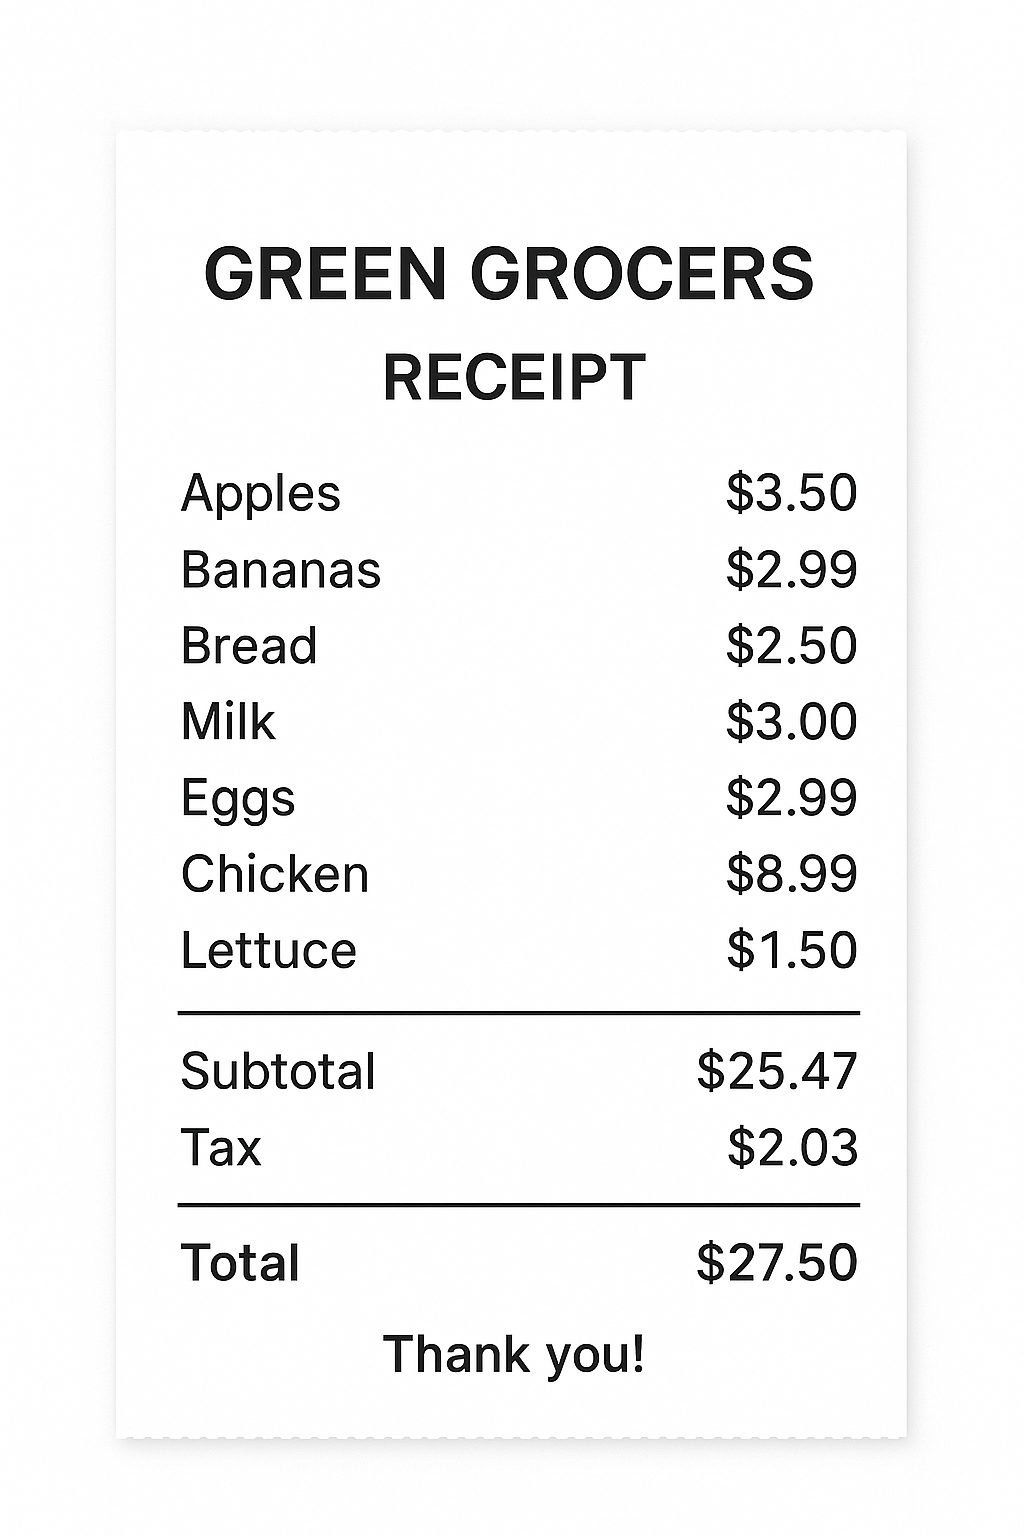 GREEN GROCERS
RECEIPT
Apples $3.50
Bananas $2.99
Bread $2.50
Milk $3.00
Eggs $2.99
Chicken $8.99
Lettuce $1.50
Subtotal $25.47
Tax $2.03
Total $27.50
Thank you!